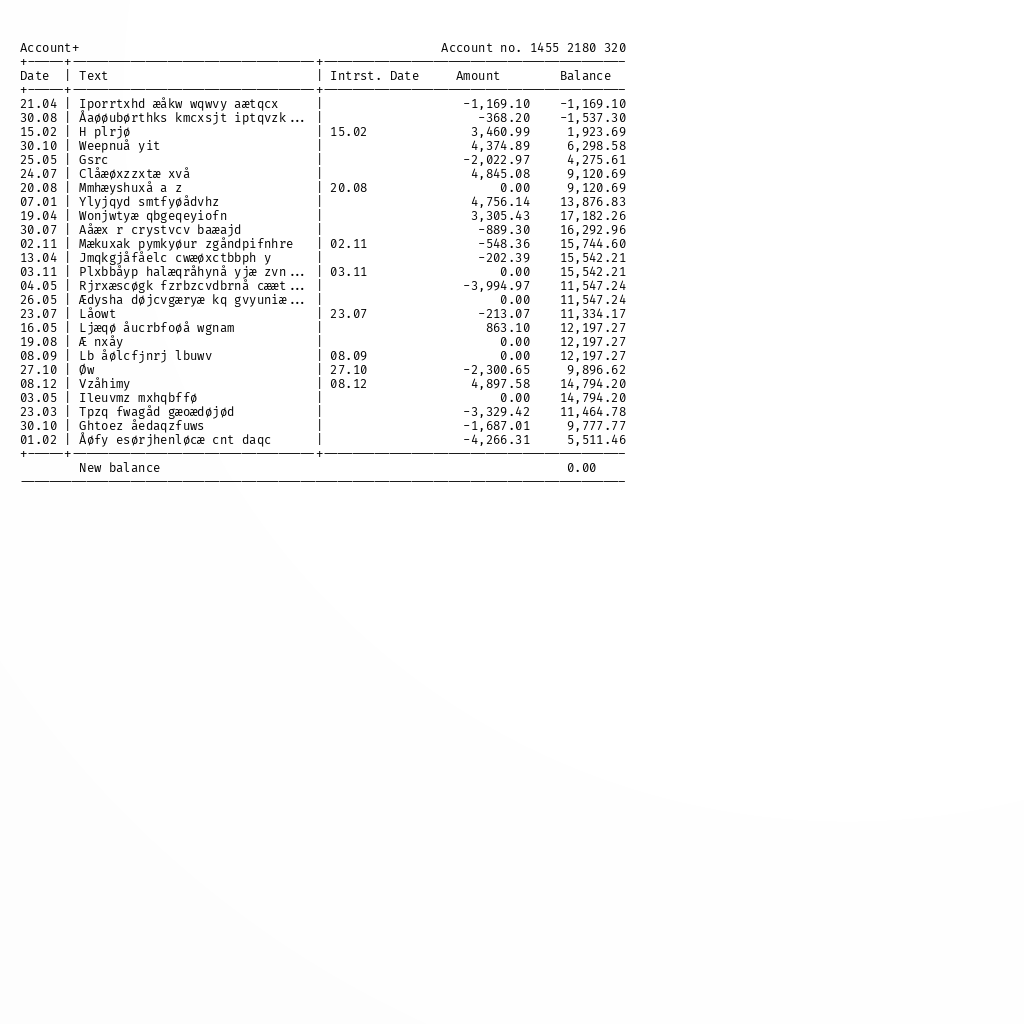 Account+ Account no. 1455 2180 320
Date | Text | Intrst. Date Amount Balance
21.04 | Iporrtxhd æåkw wqwvy aætqcx | -1,169.10 -1,169.10
30.08 | Åaøøubørthks kmcxsjt iptqvzk... | -368.20 -1,537.30
15.02 | H plrjø | 15.02 3,460.99 1,923.69
30.10 | Weepnuå yit | 4,374.89 6,298.58
25.05 | Gsrc | -2,022.97 4,275.61
24.07 | Clåæøxzzxtæ xvå | 4,845.08 9,120.69
20.08 | Mmhæyshuxå a z | 20.08 0.00 9,120.69
07.01 | Ylyjqyd smtfyøådvhz | 4,756.14 13,876.83
19.04 | Wonjwtyæ qbgeqeyiofn | 3,305.43 17,182.26
30.07 | Aåæx r crystvcv baæajd | -889.30 16,292.96
02.11 | Mækuxak pymkyøur zgåndpifnhre | 02.11 -548.36 15,744.60
13.04 | Jmqkgjåfåelc cwæøxctbbph y | -202.39 15,542.21
03.11 | Plxbbåyp halæqråhynå yjæ zvn... | 03.11 0.00 15,542.21
04.05 | Rjrxæscøgk fzrbzcvdbrnå cææt... | -3,994.97 11,547.24
26.05 | Ædysha døjcvgæryæ kq gvyuniæ... | 0.00 11,547.24
23.07 | Låowt | 23.07 -213.07 11,334.17
16.05 | Ljæqø åucrbfoøå wgnam | 863.10 12,197.27
19.08 | Æ nxåy | 0.00 12,197.27
08.09 | Lb åølcfjnrj lbuwv | 08.09 0.00 12,197.27
27.10 | Øw | 27.10 -2,300.65 9,896.62
08.12 | Vzåhimy | 08.12 4,897.58 14,794.20
03.05 | Ileuvmz mxhqbffø | 0.00 14,794.20
23.03 | Tpzq fwagåd gæoædøjød | -3,329.42 11,464.78
30.10 | Ghtoez åedaqzfuws | -1,687.01 9,777.77
01.02 | Åøfy esørjhenløcæ cnt daqc | -4,266.31 5,511.46
New balance 0.00